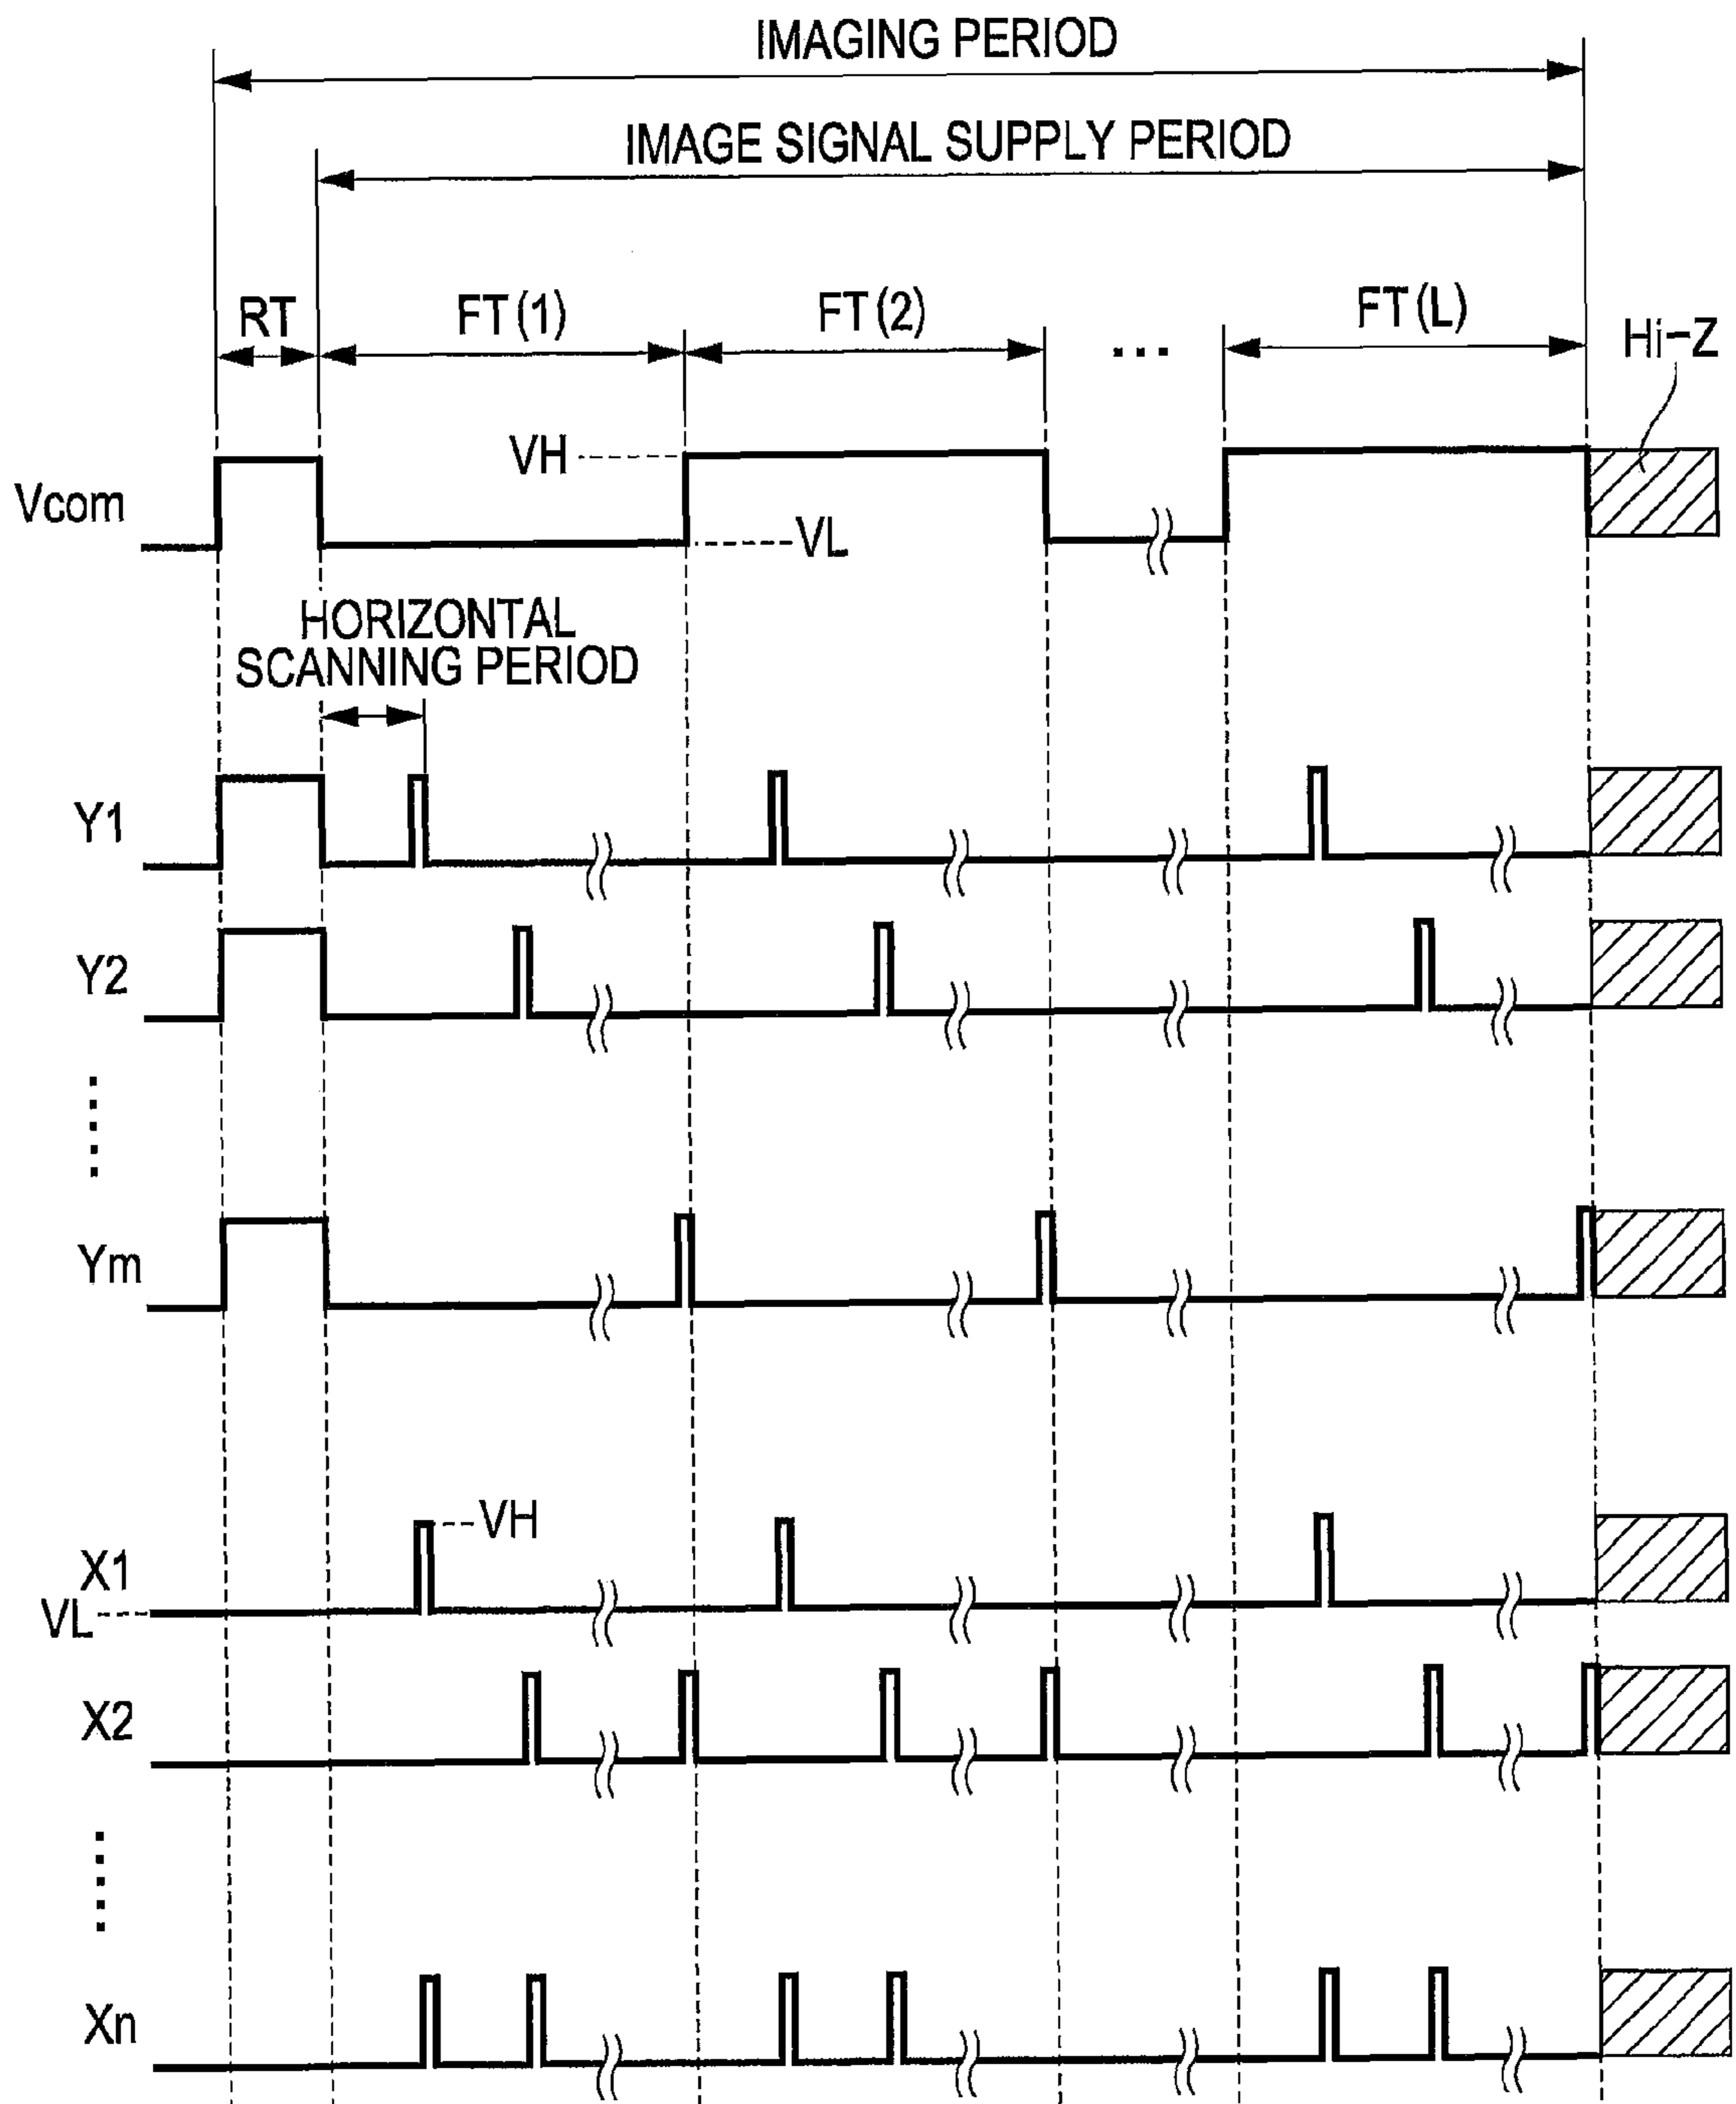 IMAGING PERIOD
IMAGE SIGNAL SUPPLY PERIOD
RT FT(1) FT(2) ... FT(L) Hi-Z
VH
Vcom
VL
HORIZONTAL
SCANNING PERIOD
Y1
Y2
Ym
VH
X1
VL
X2
Xn